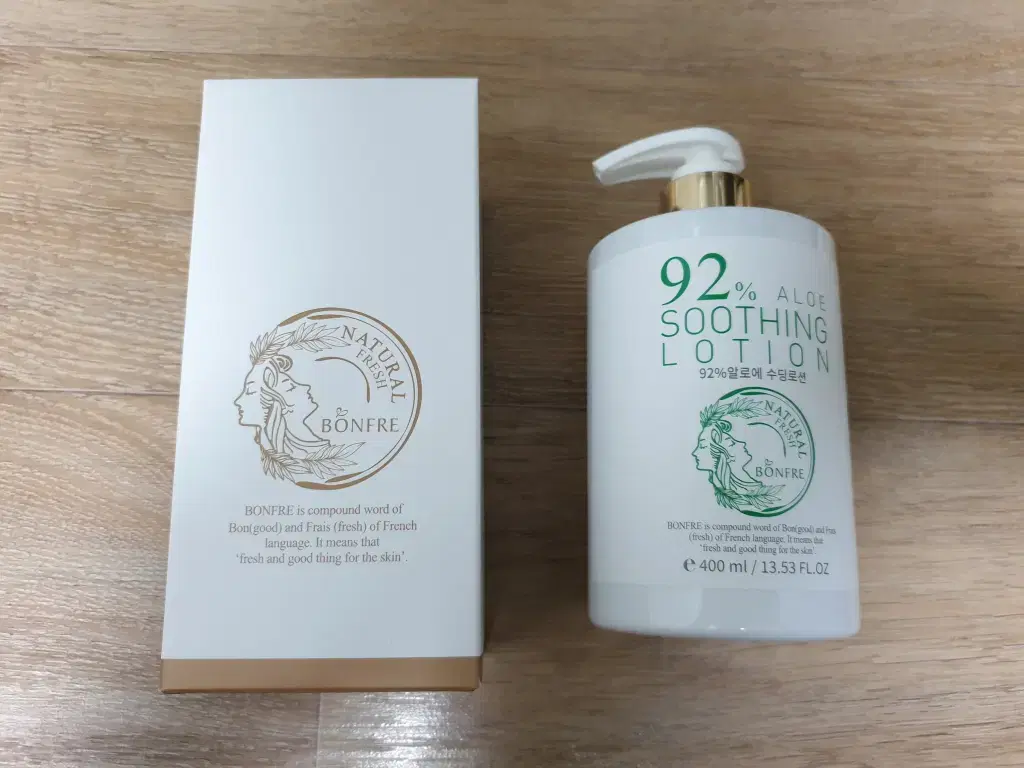 NATURAL
FRESH
BONFRE
BONFRE is compound word of
Bon(good) and Frais (fresh) of French
language. It means that
'fresh and good thing for the skin'.
92% ALOE
SOOTHING
LOTION
92%알로에 수딩로션
NATURAL
FRESH
BONFRE
BONFRE is compound word of Bon(good) and Frais
(fresh) of French language. It means that
'fresh and good thing for the skin'.
℮ 400 ml / 13.53 FL.OZ